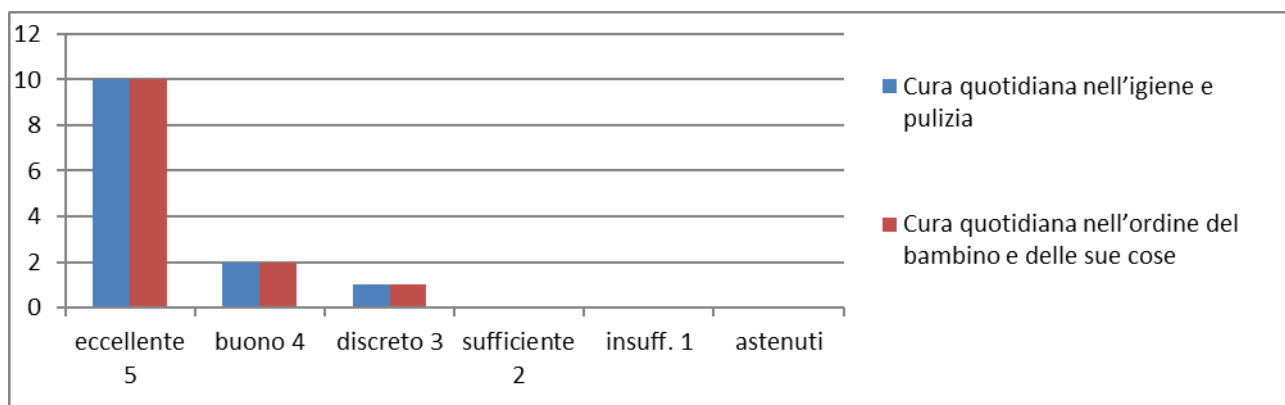 12
10
8
6
4
2
0
eccellente
5
buono 4
discreto 3
sufficiente
2
insuff. 1
astenuti
Cura quotidiana nell’igiene e
pulizia
Cura quotidiana nell’ordine del
bambino e delle sue cose